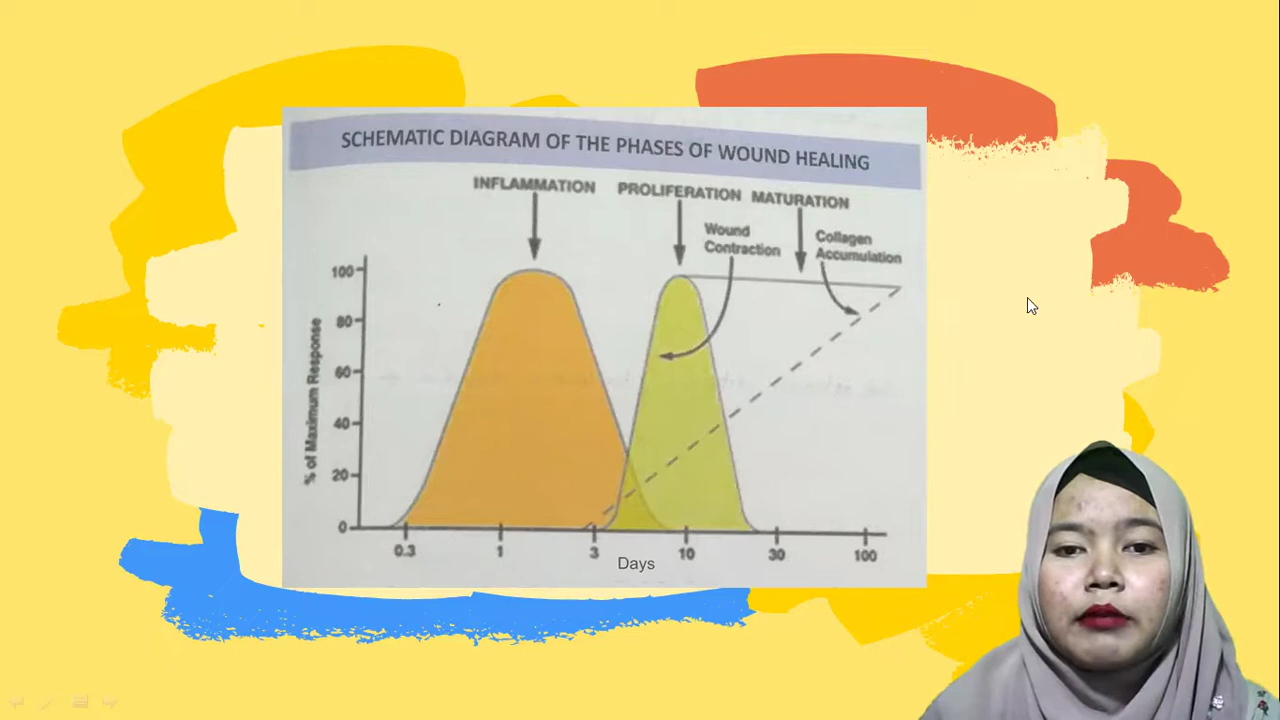 SCHEMATIC DIAGRAM OF THE PHASES OF WOUND HEALING
INFLAMMATION
PROLIFERATION
MATURATION
Wound
Contraction
Collagen
Accumulation
% of Maximum Response
100
80
60
40
20
0
0.3
1
3
10
30
100
Days